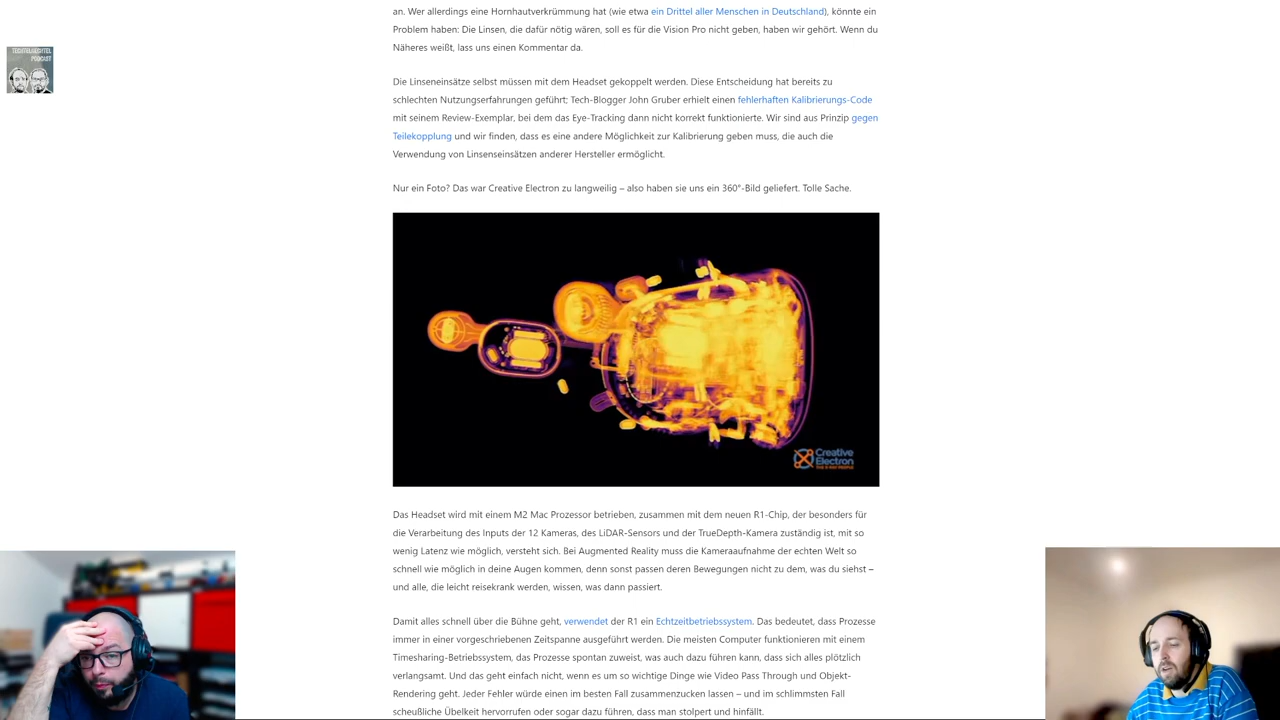 an. Wer allerdings eine Hornhautverkrümmung hat (wie etwa ein Drittel aller Menschen in Deutschland), könnte ein
Problem haben: Die Linsen, die dafür nötig wären, soll es für die Vision Pro nicht geben, haben wir gehört. Wenn du
Näheres weißt, lass uns einen Kommentar da.
PODCAST
Die Linseneinsätze selbst müssen mit dem Headset gekoppelt werden. Diese Entscheidung hat bereits zu
schlechten Nutzungserfahrungen geführt; Tech-Blogger John Gruber erhielt einen fehlerhaften Kalibrierungs-Code
mit seinem Review-Exemplar, bei dem das Eye-Tracking dann nicht korrekt funktionierte. Wir sind aus Prinzip gegen
Teilekopplung und wir finden, dass es eine andere Möglichkeit zur Kalibrierung geben muss, die auch die
Verwendung von Linsenseinsätzen anderer Hersteller ermöglicht.
Nur ein Foto? Das war Creative Electron zu langweilig – also haben sie uns ein 360°-Bild geliefert. Tolle Sache.
Creative
Electron
Das Headset wird mit einem M2 Mac Prozessor betrieben, zusammen mit dem neuen R1-Chip, der besonders für
die Verarbeitung des Inputs der 12 Kameras, des LiDAR-Sensors und der TrueDepth-Kamera zuständig ist, mit so
wenig Latenz wie möglich, versteht sich. Bei Augmented Reality muss die Kameraaufnahme der echten Welt so
schnell wie möglich in deine Augen kommen, denn sonst passen deren Bewegungen nicht zu dem, was du siehst –
und alle, die leicht reisekrank werden, wissen, was dann passiert.
Damit alles schnell über die Bühne geht, verwendet der R1 ein Echtzeitbetriebssystem. Das bedeutet, dass Prozesse
immer in einer vorgeschriebenen Zeitspanne ausgeführt werden. Die meisten Computer funktionieren mit einem
Timesharing-Betriebssystem, das Prozesse spontan zuweist, was auch dazu führen kann, dass sich alles plötzlich
verlangsamt. Und das geht einfach nicht, wenn es um so wichtige Dinge wie Video Pass Through und Objekt-
Rendering geht. Jeder Fehler würde einen im besten Fall zusammenzucken lassen – und im schlimmsten Fall
scheußliche Übelkeit hervorrufen oder sogar dazu führen, dass man stolpert und hinfällt.